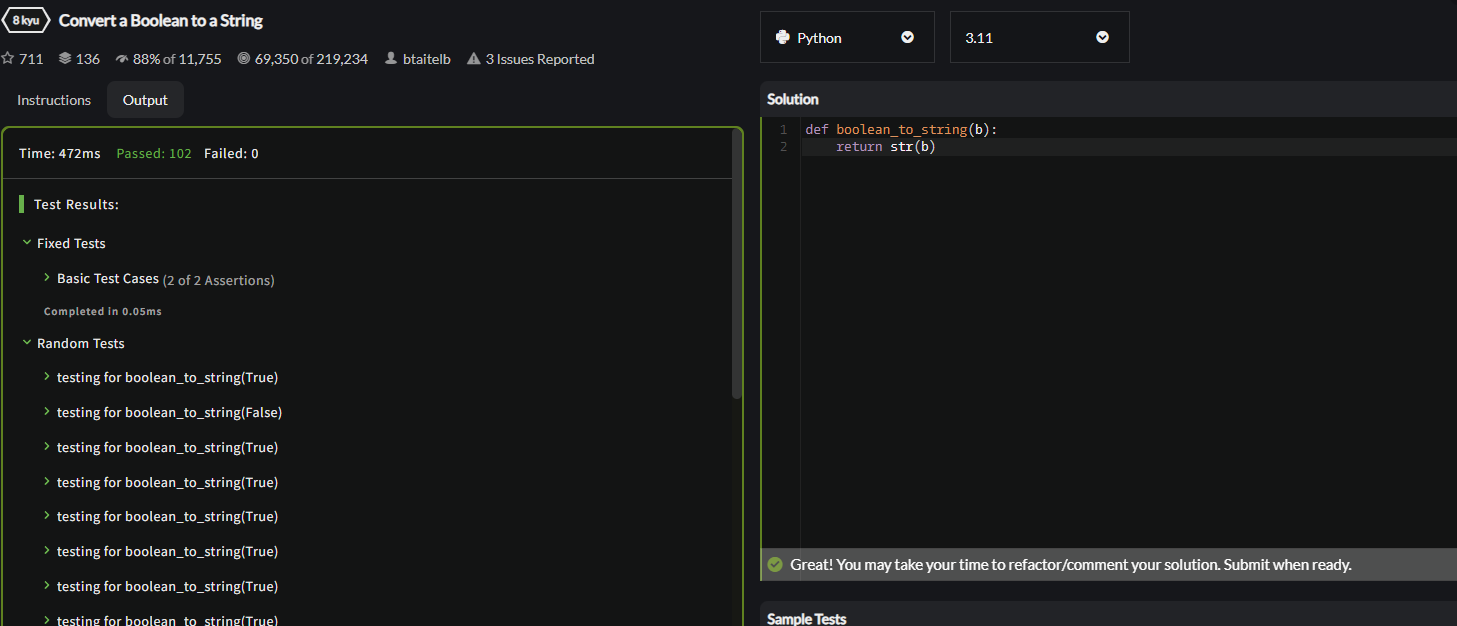 8 kyu Convert a Boolean to a String
711 136 88% of 11,755 69,350 of 219,234 btaitelb 3 Issues Reported
Instructions Output
Time: 472ms Passed: 102 Failed: 0
Test Results:
Fixed Tests
Basic Test Cases (2 of 2 Assertions)
Completed in 0.05ms
Random Tests
testing for boolean_to_string(True)
testing for boolean_to_string(False)
testing for boolean_to_string(True)
testing for boolean_to_string(True)
testing for boolean_to_string(True)
testing for boolean_to_string(True)
testing for boolean_to_string(True)
testing for boolean_to_string(True)
Python 3.11
Solution
1 def boolean_to_string(b):
2 return str(b)
Great! You may take your time to refactor/comment your solution. Submit when ready.
Sample Tests